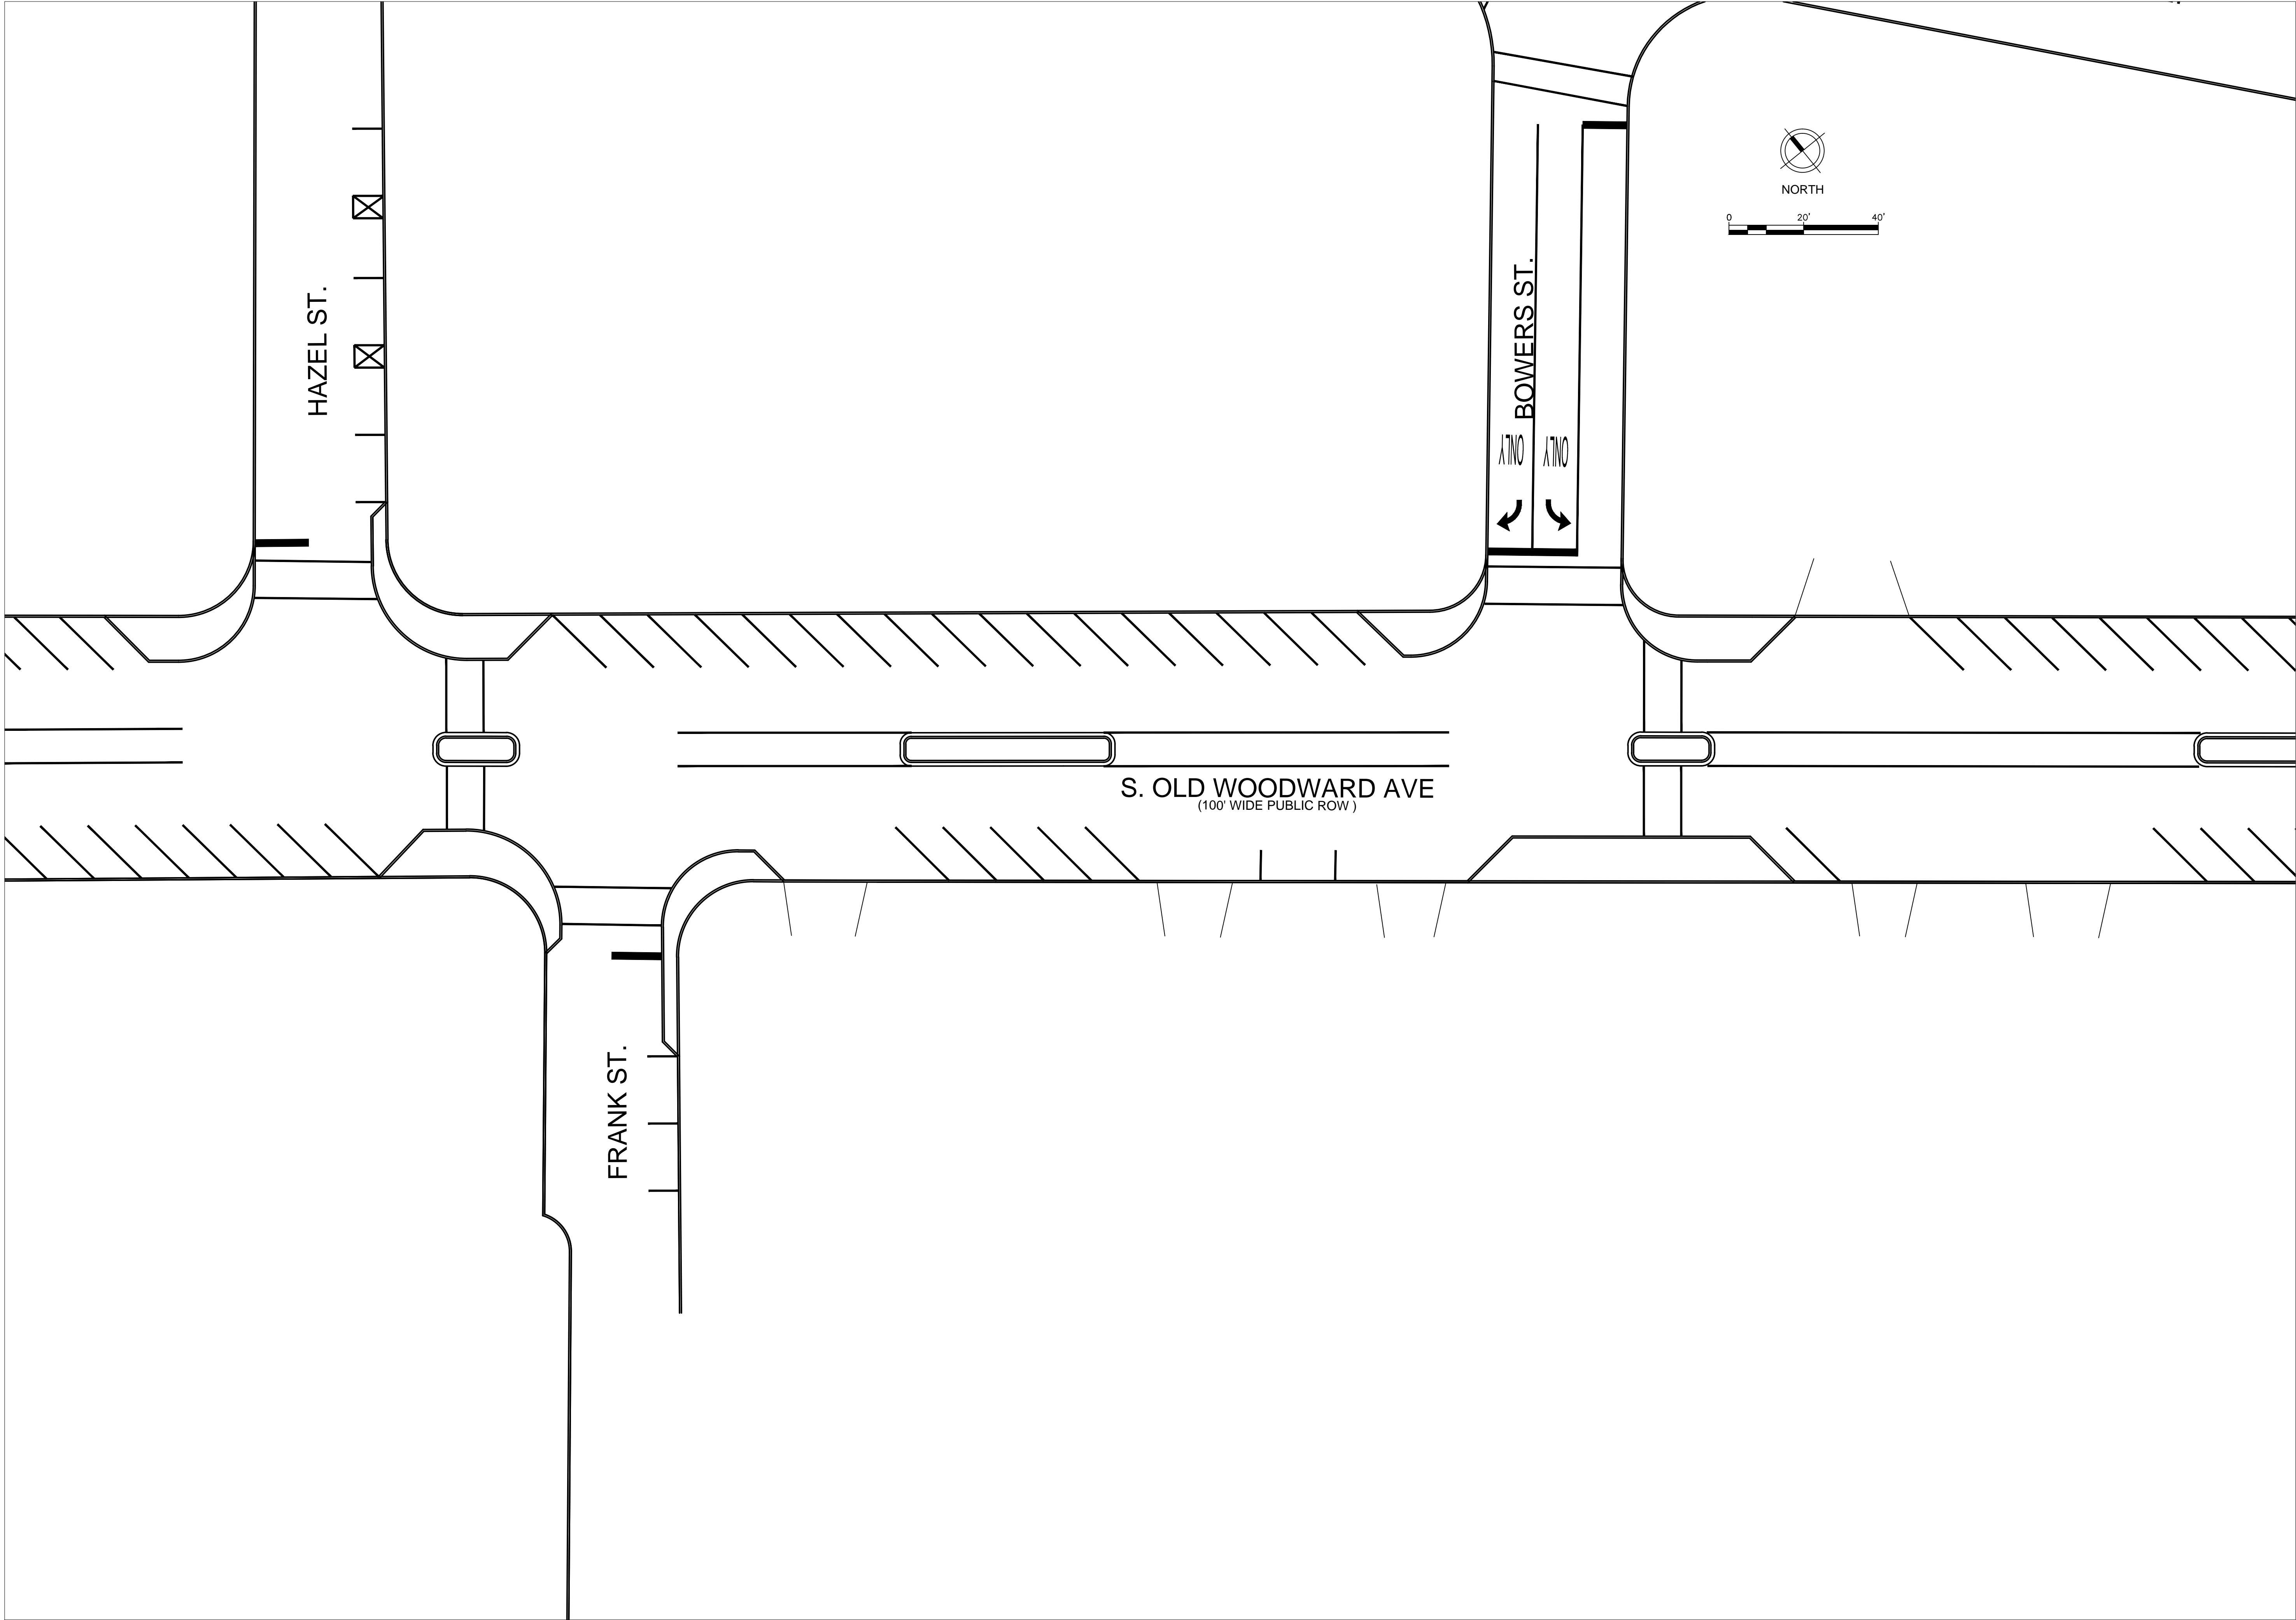 NORTH
0 20' 40'
HAZEL ST.
BOWERS ST.
ONLY ONLY
S. OLD WOODWARD AVE
(100' WIDE PUBLIC ROW )
FRANK ST.